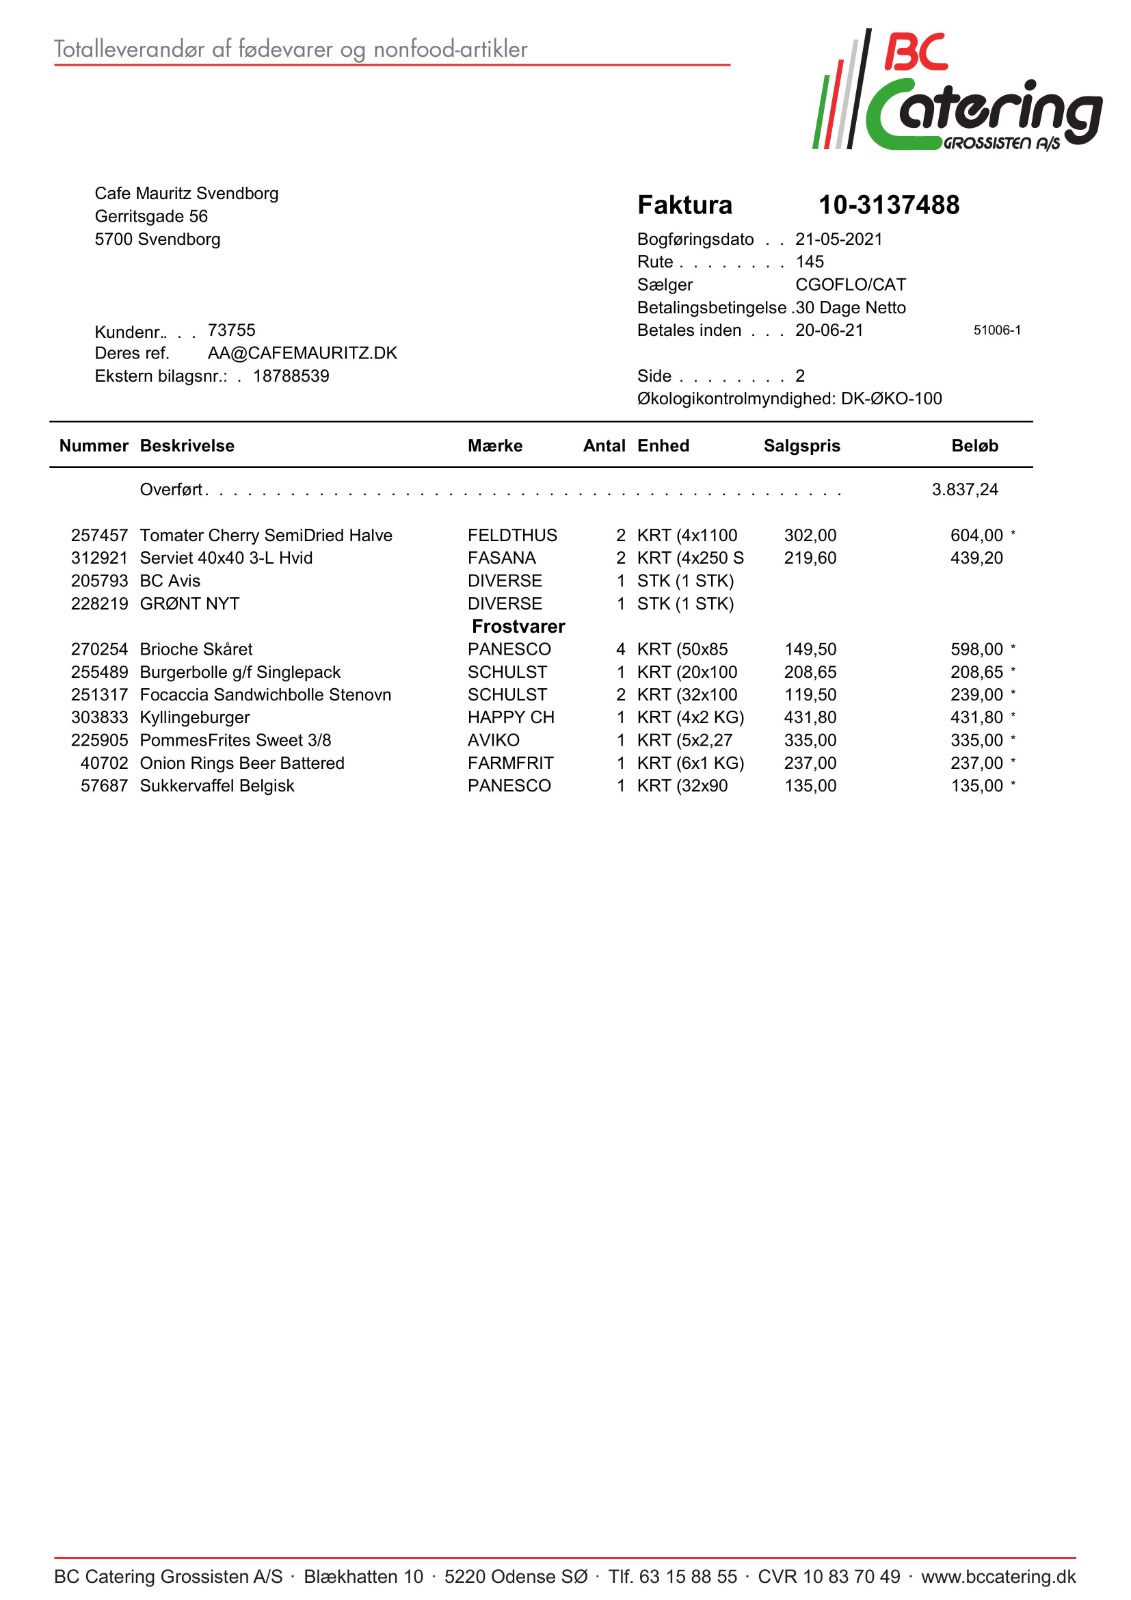 Totalleverandør af fødevarer og nonfood-artikler
BC
Catering
GROSSISTEN A/S
Cafe Mauritz Svendborg
Gerritsgade 56
5700 Svendborg
Faktura 10-3137488
Bogføringsdato . . 21-05-2021
Rute . . . . . . . . 145
Sælger CGOFLO/CAT
Betalingsbetingelse .30 Dage Netto
Betales inden . . . 20-06-21 51006-1
Kundenr.. . . 73755
Deres ref. AA@CAFEMAURITZ.DK
Ekstern bilagsnr.: . 18788539
Side . . . . . . . . 2
Økologikontrolmyndighed: DK-ØKO-100
Nummer Beskrivelse Mærke Antal Enhed Salgspris Beløb
Overført. . . . . . . . . . . . . . . . . . . . . . . . . . . . . . . . . . . . . . . . . . . . . 3.837,24
257457 Tomater Cherry SemiDried Halve FELDTHUS 2 KRT (4x1100 302,00 604,00 *
312921 Serviet 40x40 3-L Hvid FASANA 2 KRT (4x250 S 219,60 439,20
205793 BC Avis DIVERSE 1 STK (1 STK)
228219 GRØNT NYT DIVERSE 1 STK (1 STK)
Frostvarer
270254 Brioche Skåret PANESCO 4 KRT (50x85 149,50 598,00 *
255489 Burgerbolle g/f Singlepack SCHULST 1 KRT (20x100 208,65 208,65 *
251317 Focaccia Sandwichbolle Stenovn SCHULST 2 KRT (32x100 119,50 239,00 *
303833 Kyllingeburger HAPPY CH 1 KRT (4x2 KG) 431,80 431,80 *
225905 PommesFrites Sweet 3/8 AVIKO 1 KRT (5x2,27 335,00 335,00 *
40702 Onion Rings Beer Battered FARMFRIT 1 KRT (6x1 KG) 237,00 237,00 *
57687 Sukkervaffel Belgisk PANESCO 1 KRT (32x90 135,00 135,00 *
BC Catering Grossisten A/S · Blækhatten 10 · 5220 Odense SØ · Tlf. 63 15 88 55 · CVR 10 83 70 49 · www.bccatering.dk